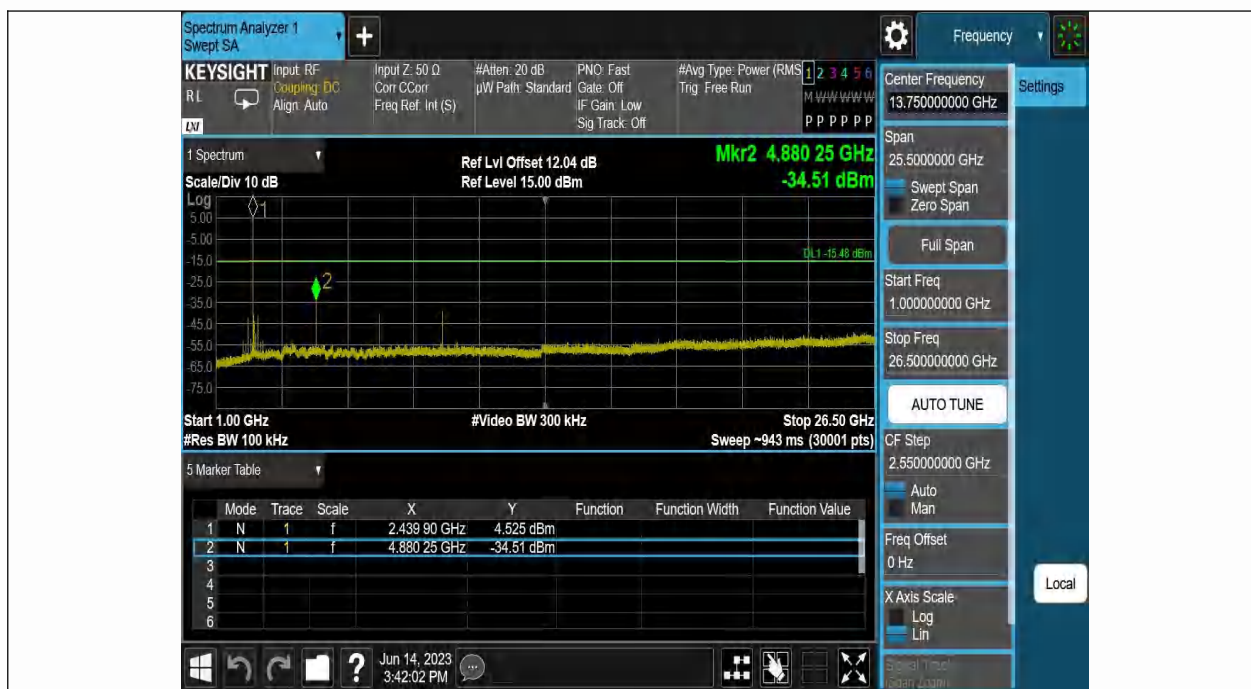 Spectrum Analyzer 1
Swept SA
+
Frequency
KEYSIGHT
RL
LXI
Input: RF
Coupling: DC
Align: Auto
Input Z: 50 Ω
Corr CCorr
Freq Ref: Int (S)
#Atten: 20 dB
µW Path: Standard
PNO: Fast
Gate: Off
IF Gain: Low
Sig Track: Off
#Avg Type: Power (RMS
Trig: Free Run
1 2 3 4 5 6
M W W W W W
P P P P P P
1 Spectrum
Scale/Div 10 dB
Ref Lvl Offset 12.04 dB
Ref Level 15.00 dBm
Mkr2 4.880 25 GHz
-34.51 dBm
Log
5.00
-5.00
-15.0
-25.0
-35.0
-45.0
-55.0
-65.0
-75.0
1
2
DL1 -15.48 dBm
Start 1.00 GHz
#Video BW 300 kHz
Stop 26.50 GHz
#Res BW 100 kHz
Sweep ~943 ms (30001 pts)
5 Marker Table
Mode Trace Scale X Y Function Function Width Function Value
1 N 1 f 2.439 90 GHz 4.525 dBm
2 N 1 f 4.880 25 GHz -34.51 dBm
3
4
5
6
?
Jun 14, 2023
3:42:02 PM
Center Frequency
13.750000000 GHz
Settings
Span
25.5000000 GHz
Swept Span
Zero Span
Full Span
Start Freq
1.000000000 GHz
Stop Freq
26.500000000 GHz
AUTO TUNE
CF Step
2.550000000 GHz
Auto
Man
Freq Offset
0 Hz
X Axis Scale
Log
Lin
Local
Signal Track
(Span Zoom)